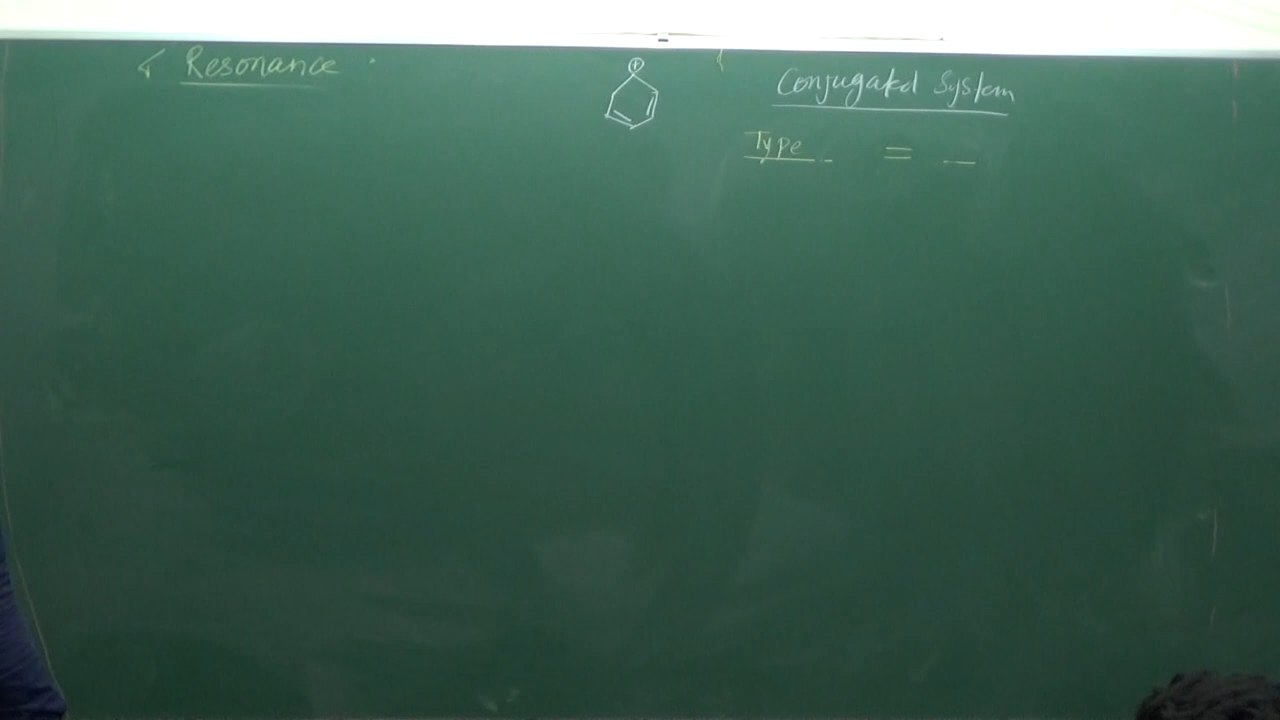 Resonance
⊕
Conjugated System
Type = —